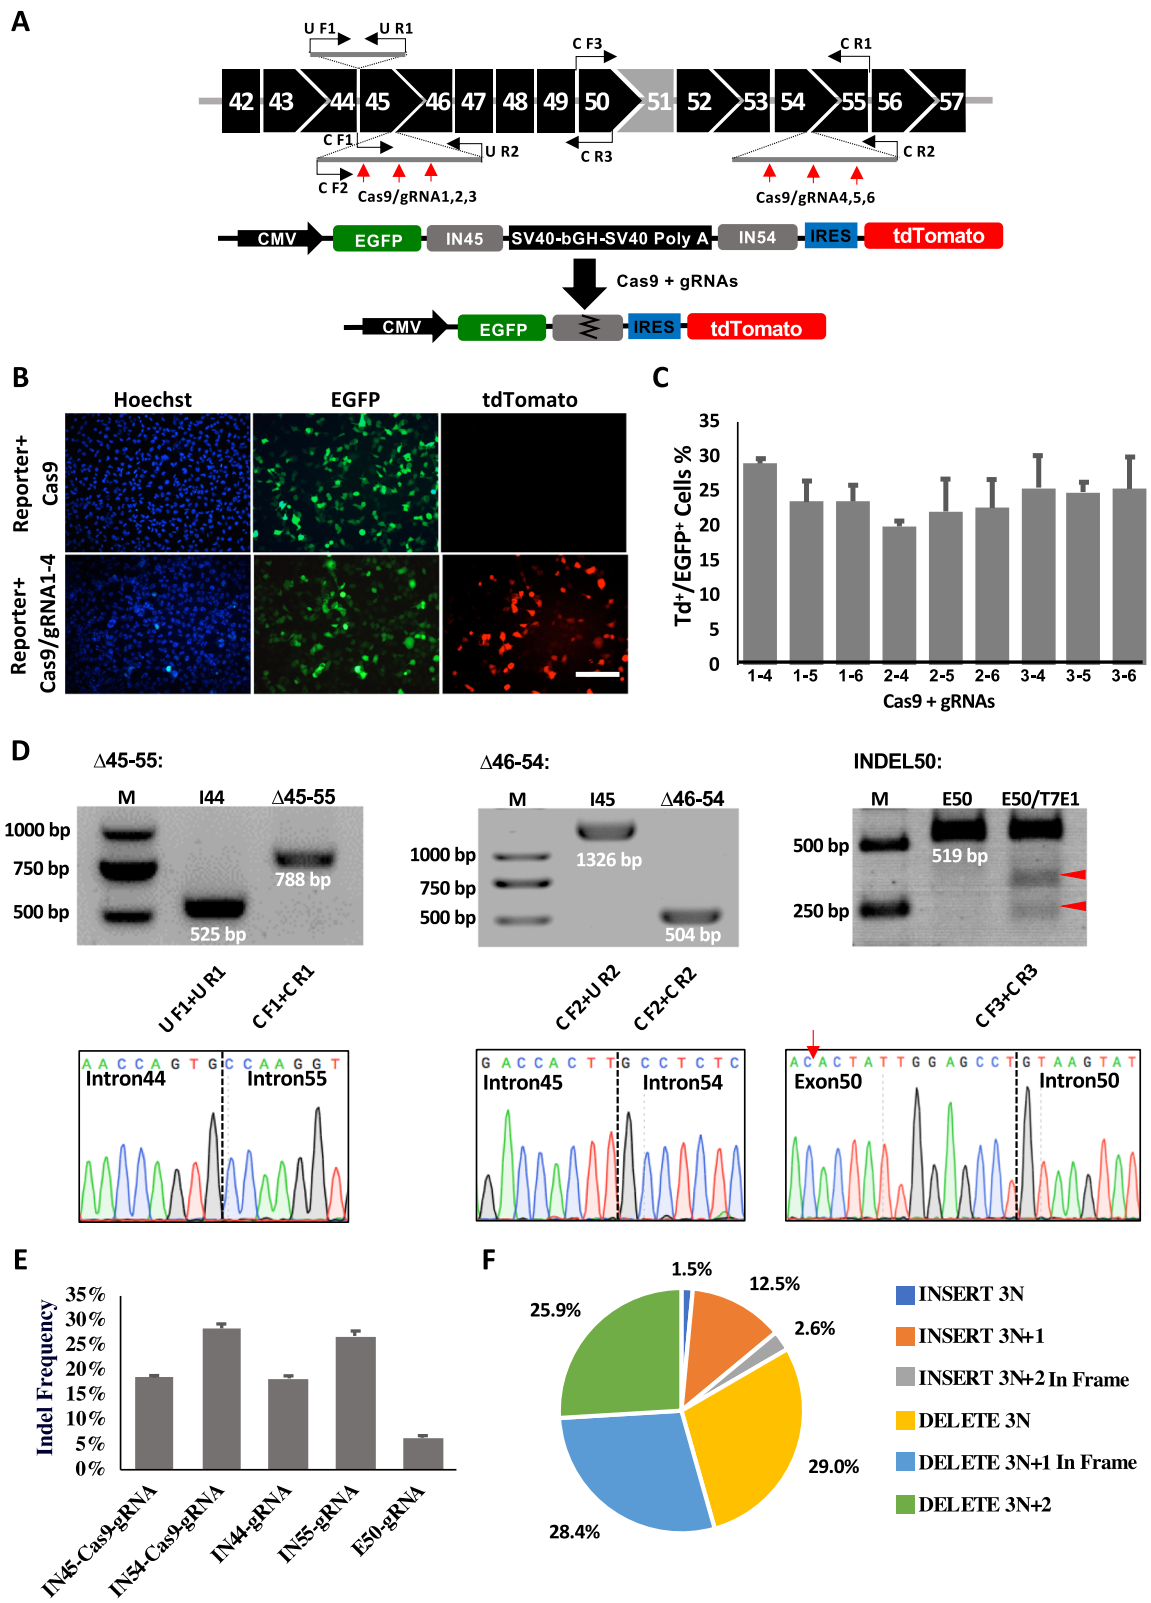 A
U F1 U R1
C F3
C R1
42 43 44 45 46 47 48 49 50 51 52 53 54 55 56 57
C F1
U R2
C R3
C R2
C F2
Cas9/gRNA1,2,3
Cas9/gRNA4,5,6
CMV EGFP IN45 SV40-bGH-SV40 Poly A IN54 IRES tdTomato
Cas9 + gRNAs
CMV EGFP IRES tdTomato
B
Hoechst EGFP tdTomato
Reporter+
Cas9
Reporter+
Cas9/gRNA1-4
C
Td⁺/EGFP⁺ Cells %
35
30
25
20
15
10
5
0
1-4 1-5 1-6 2-4 2-5 2-6 3-4 3-5 3-6
Cas9 + gRNAs
D
Δ45-55:
M I44 Δ45-55
1000 bp
750 bp
500 bp
788 bp
525 bp
U F1+U R1
C F1+C R1
Δ46-54:
M I45 Δ46-54
1000 bp
750 bp
500 bp
1326 bp
504 bp
C F2+U R2
C F2+C R2
INDEL50:
M E50 E50/T7E1
500 bp
250 bp
519 bp
C F3+C R3
A A C C A G T G C C A A G G T
Intron44 Intron55
G A C C A C T T G C C T C T C
Intron45 Intron54
A C A C T A T T G G A G C C T G T A A G T A T
Exon50 Intron50
E
Indel Frequency
35%
30%
25%
20%
15%
10%
5%
0%
IN45-Cas9-gRNA
IN54-Cas9-gRNA
IN44-gRNA
IN55-gRNA
E50-gRNA
F
1.5%
12.5%
2.6%
29.0%
28.4%
25.9%
INSERT 3N
INSERT 3N+1
INSERT 3N+2 In Frame
DELETE 3N
DELETE 3N+1 In Frame
DELETE 3N+2